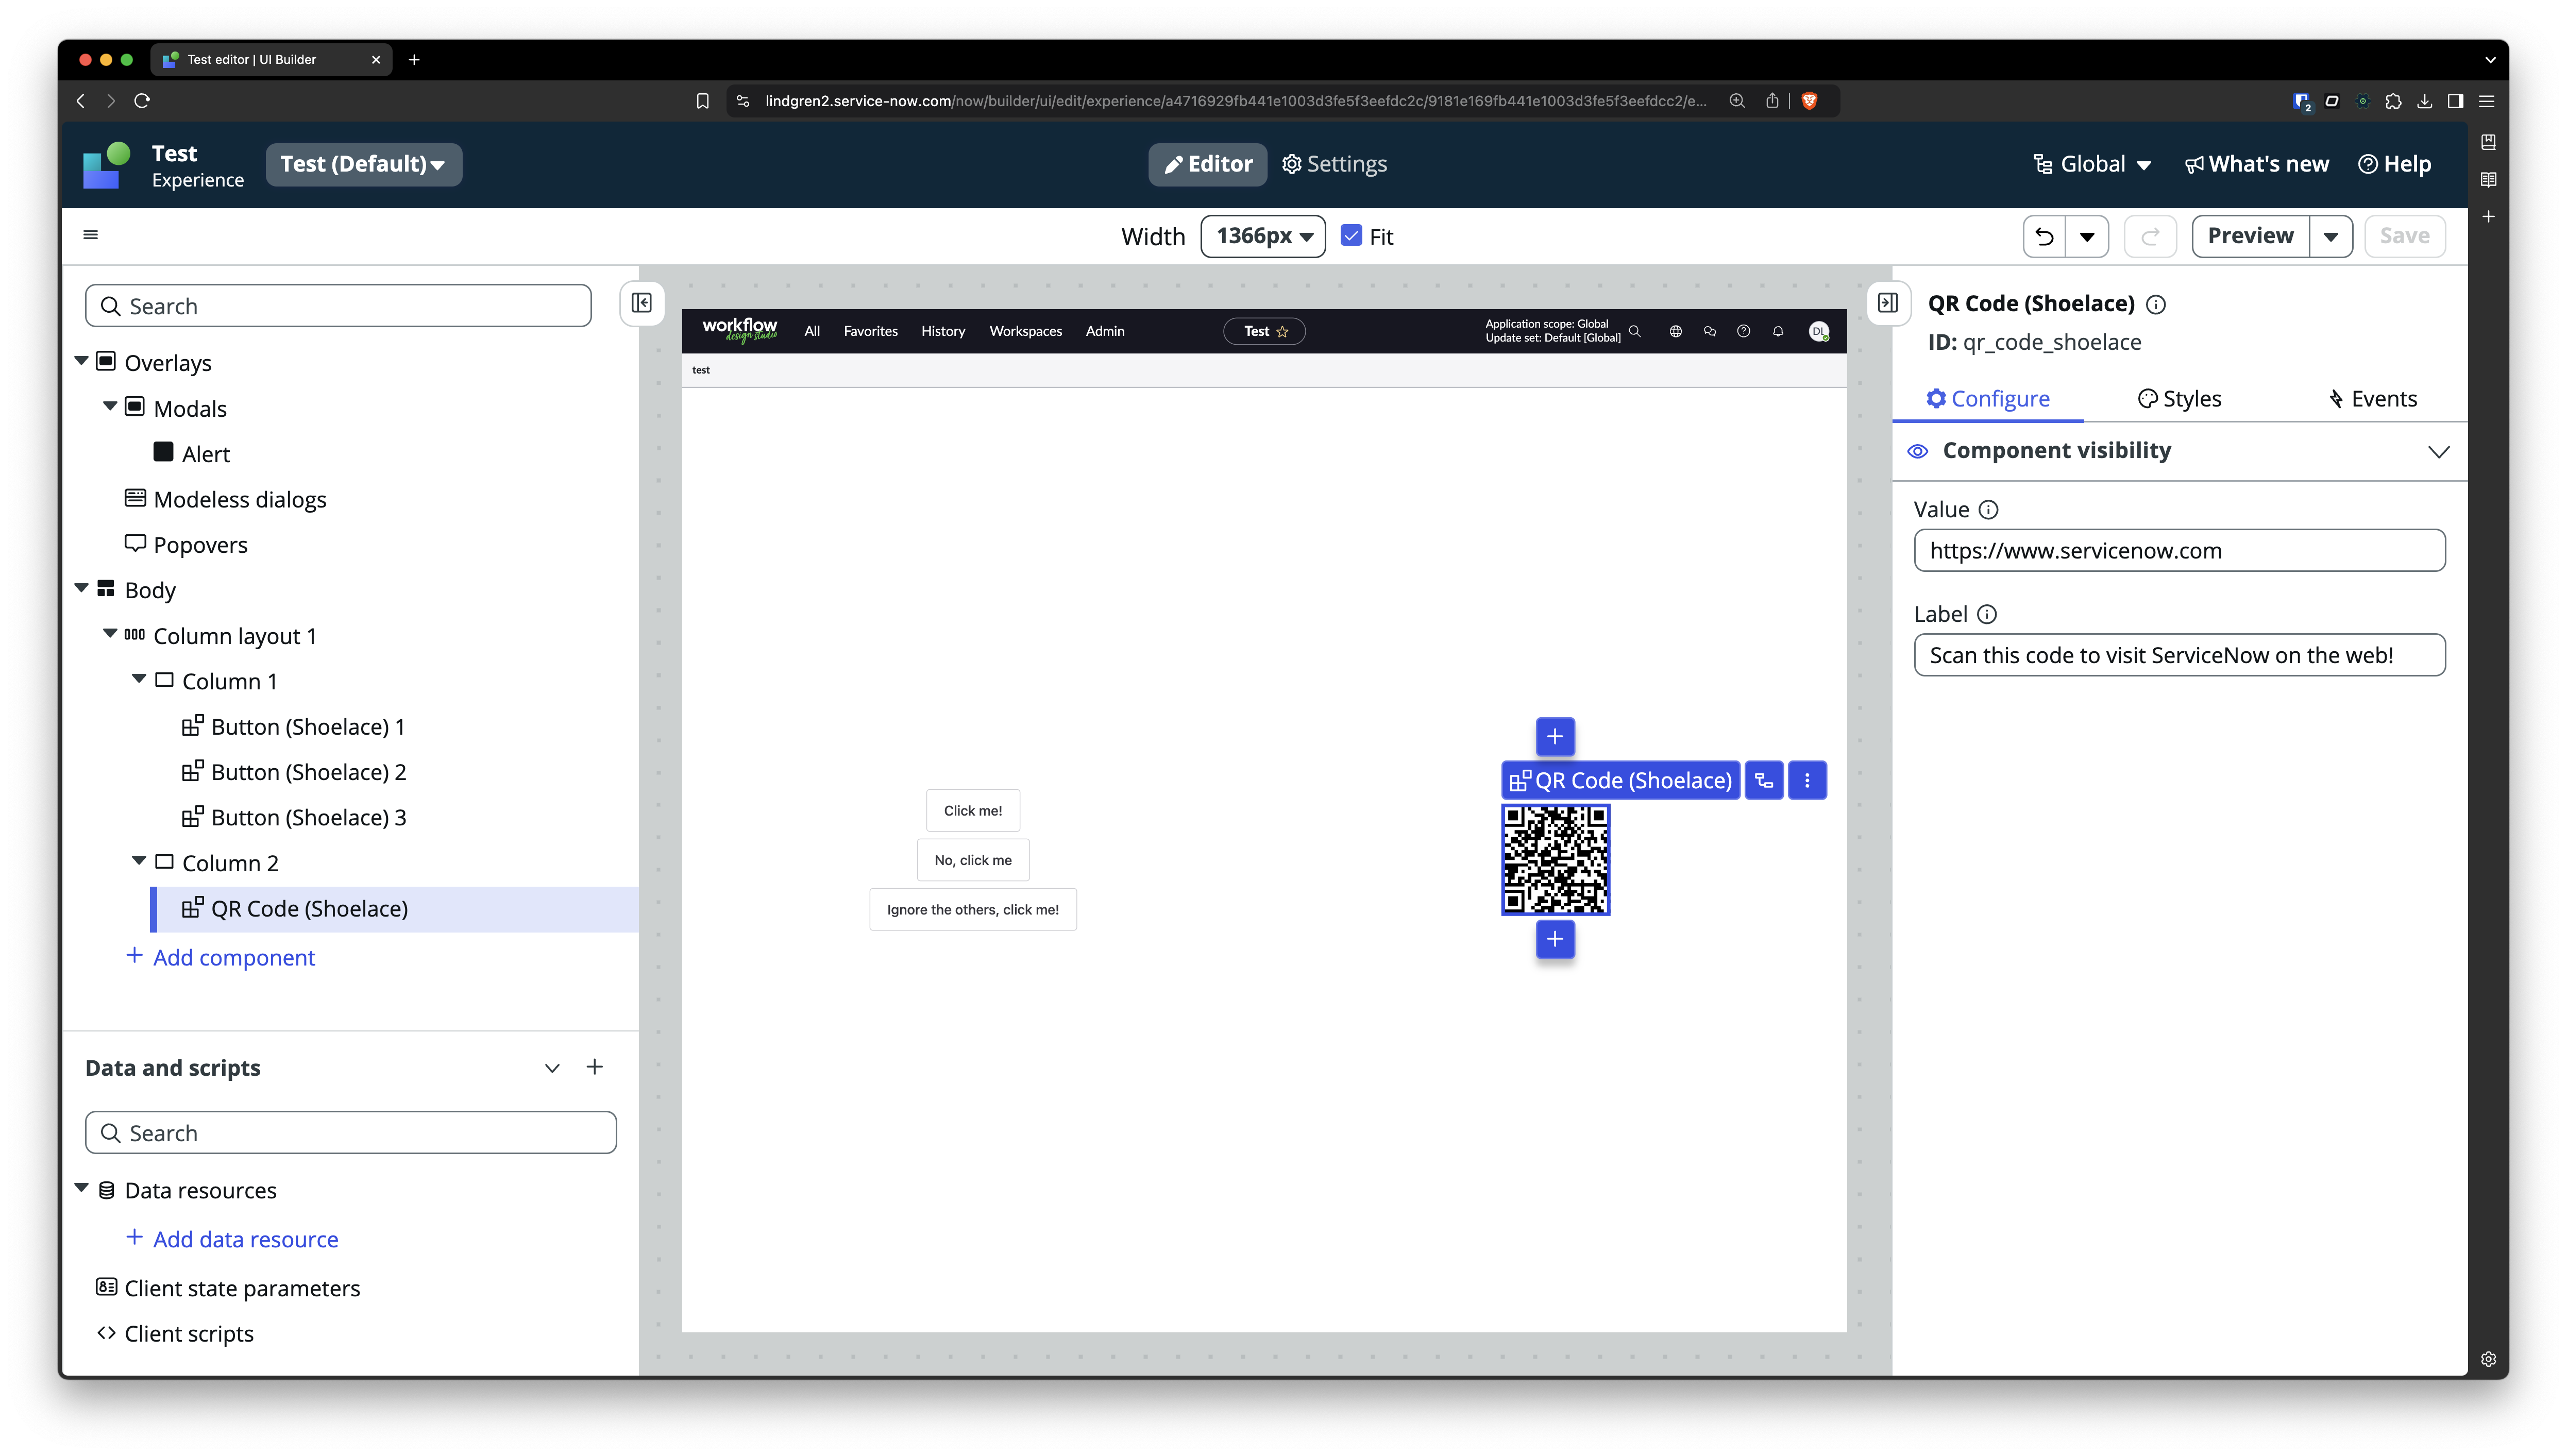 Test editor | UI Builder
lindgren2.service-now.com/now/builder/ui/edit/experience/a4716929fb441e1003d3fe5f3eefdc2c/9181e169fb441e1003d3fe5f3eefdcc2/e...
2
Test
Experience
Test (Default)
Editor
Settings
Global
What's new
Help
Width
1366px
Fit
Preview
Save
Search
Overlays
Modals
Alert
Modeless dialogs
Popovers
Body
Column layout 1
Column 1
Button (Shoelace) 1
Button (Shoelace) 2
Button (Shoelace) 3
Column 2
QR Code (Shoelace)
Add component
Data and scripts
Search
Data resources
Add data resource
Client state parameters
Client scripts
workflow
design studio
All
Favorites
History
Workspaces
Admin
Test
Application scope: Global
Update set: Default [Global]
DL
test
Click me!
No, click me
Ignore the others, click me!
QR Code (Shoelace)
QR Code (Shoelace)
ID: qr_code_shoelace
Configure
Styles
Events
Component visibility
Value
https://www.servicenow.com
Label
Scan this code to visit ServiceNow on the web!